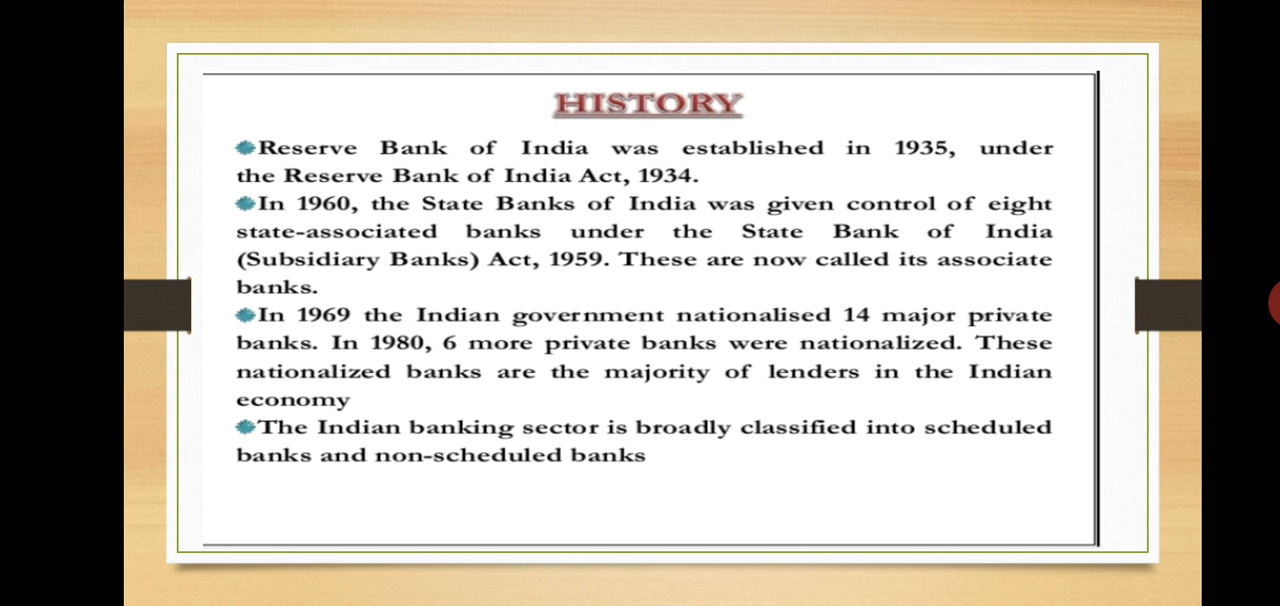 HISTORY
Reserve Bank of India was established in 1935, under
the Reserve Bank of India Act, 1934.
In 1960, the State Banks of India was given control of eight
state-associated banks under the State Bank of India
(Subsidiary Banks) Act, 1959. These are now called its associate
banks.
In 1969 the Indian government nationalised 14 major private
banks. In 1980, 6 more private banks were nationalized. These
nationalized banks are the majority of lenders in the Indian
economy
The Indian banking sector is broadly classified into scheduled
banks and non-scheduled banks